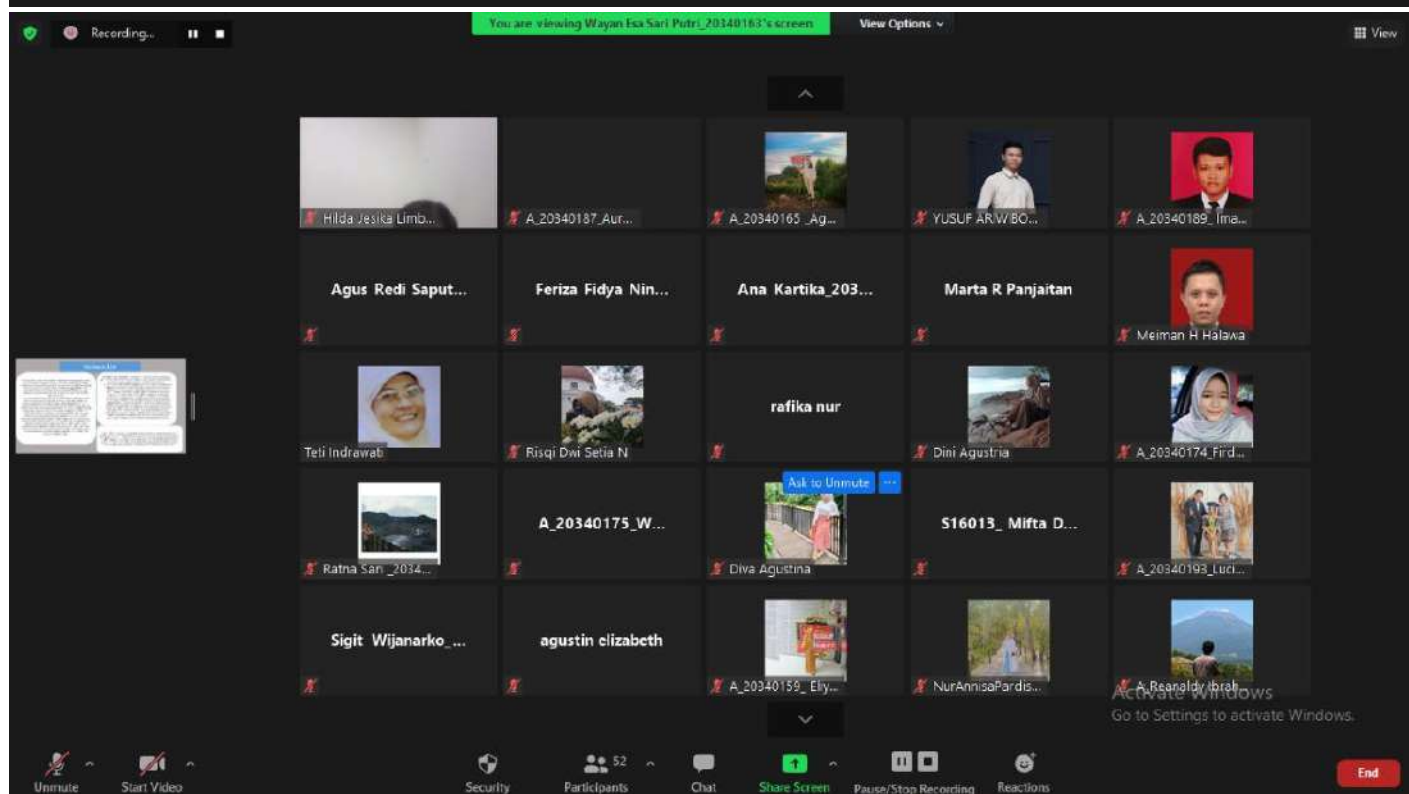 Recording...
You are viewing Wayan Esa Sari Putri_20340163's screen
View Options
View
Hilda Jesika Limb...
A_20340187_Aur...
A_20340165 _Ag...
YUSUF ARWIBO...
A_20340189_ Ima...
Agus Redi Saput...
Feriza Fidya Nin...
Ana Kartika_203...
Marta R Panjaitan
Meiman H Halawa
Teti Indrawati
Risqi Dwi Setia N
rafika nur
Dini Agustria
A_20340174_Fird...
Ask to Unmute
...
Ratna Sari _2034...
A_20340175_W...
Diva Agustina
S16013_ Mifta D...
A_20340193_Luci...
Sigit Wijanarko_...
agustin elizabeth
A_20340159_ Eliy...
NurAnnisaPardis...
A_Reanaldy Ibrah...
Activate Windows
Go to Settings to activate Windows.
Unmute
Start Video
Security
Participants
52
Chat
Share Screen
Pause/Stop Recording
Reactions
End